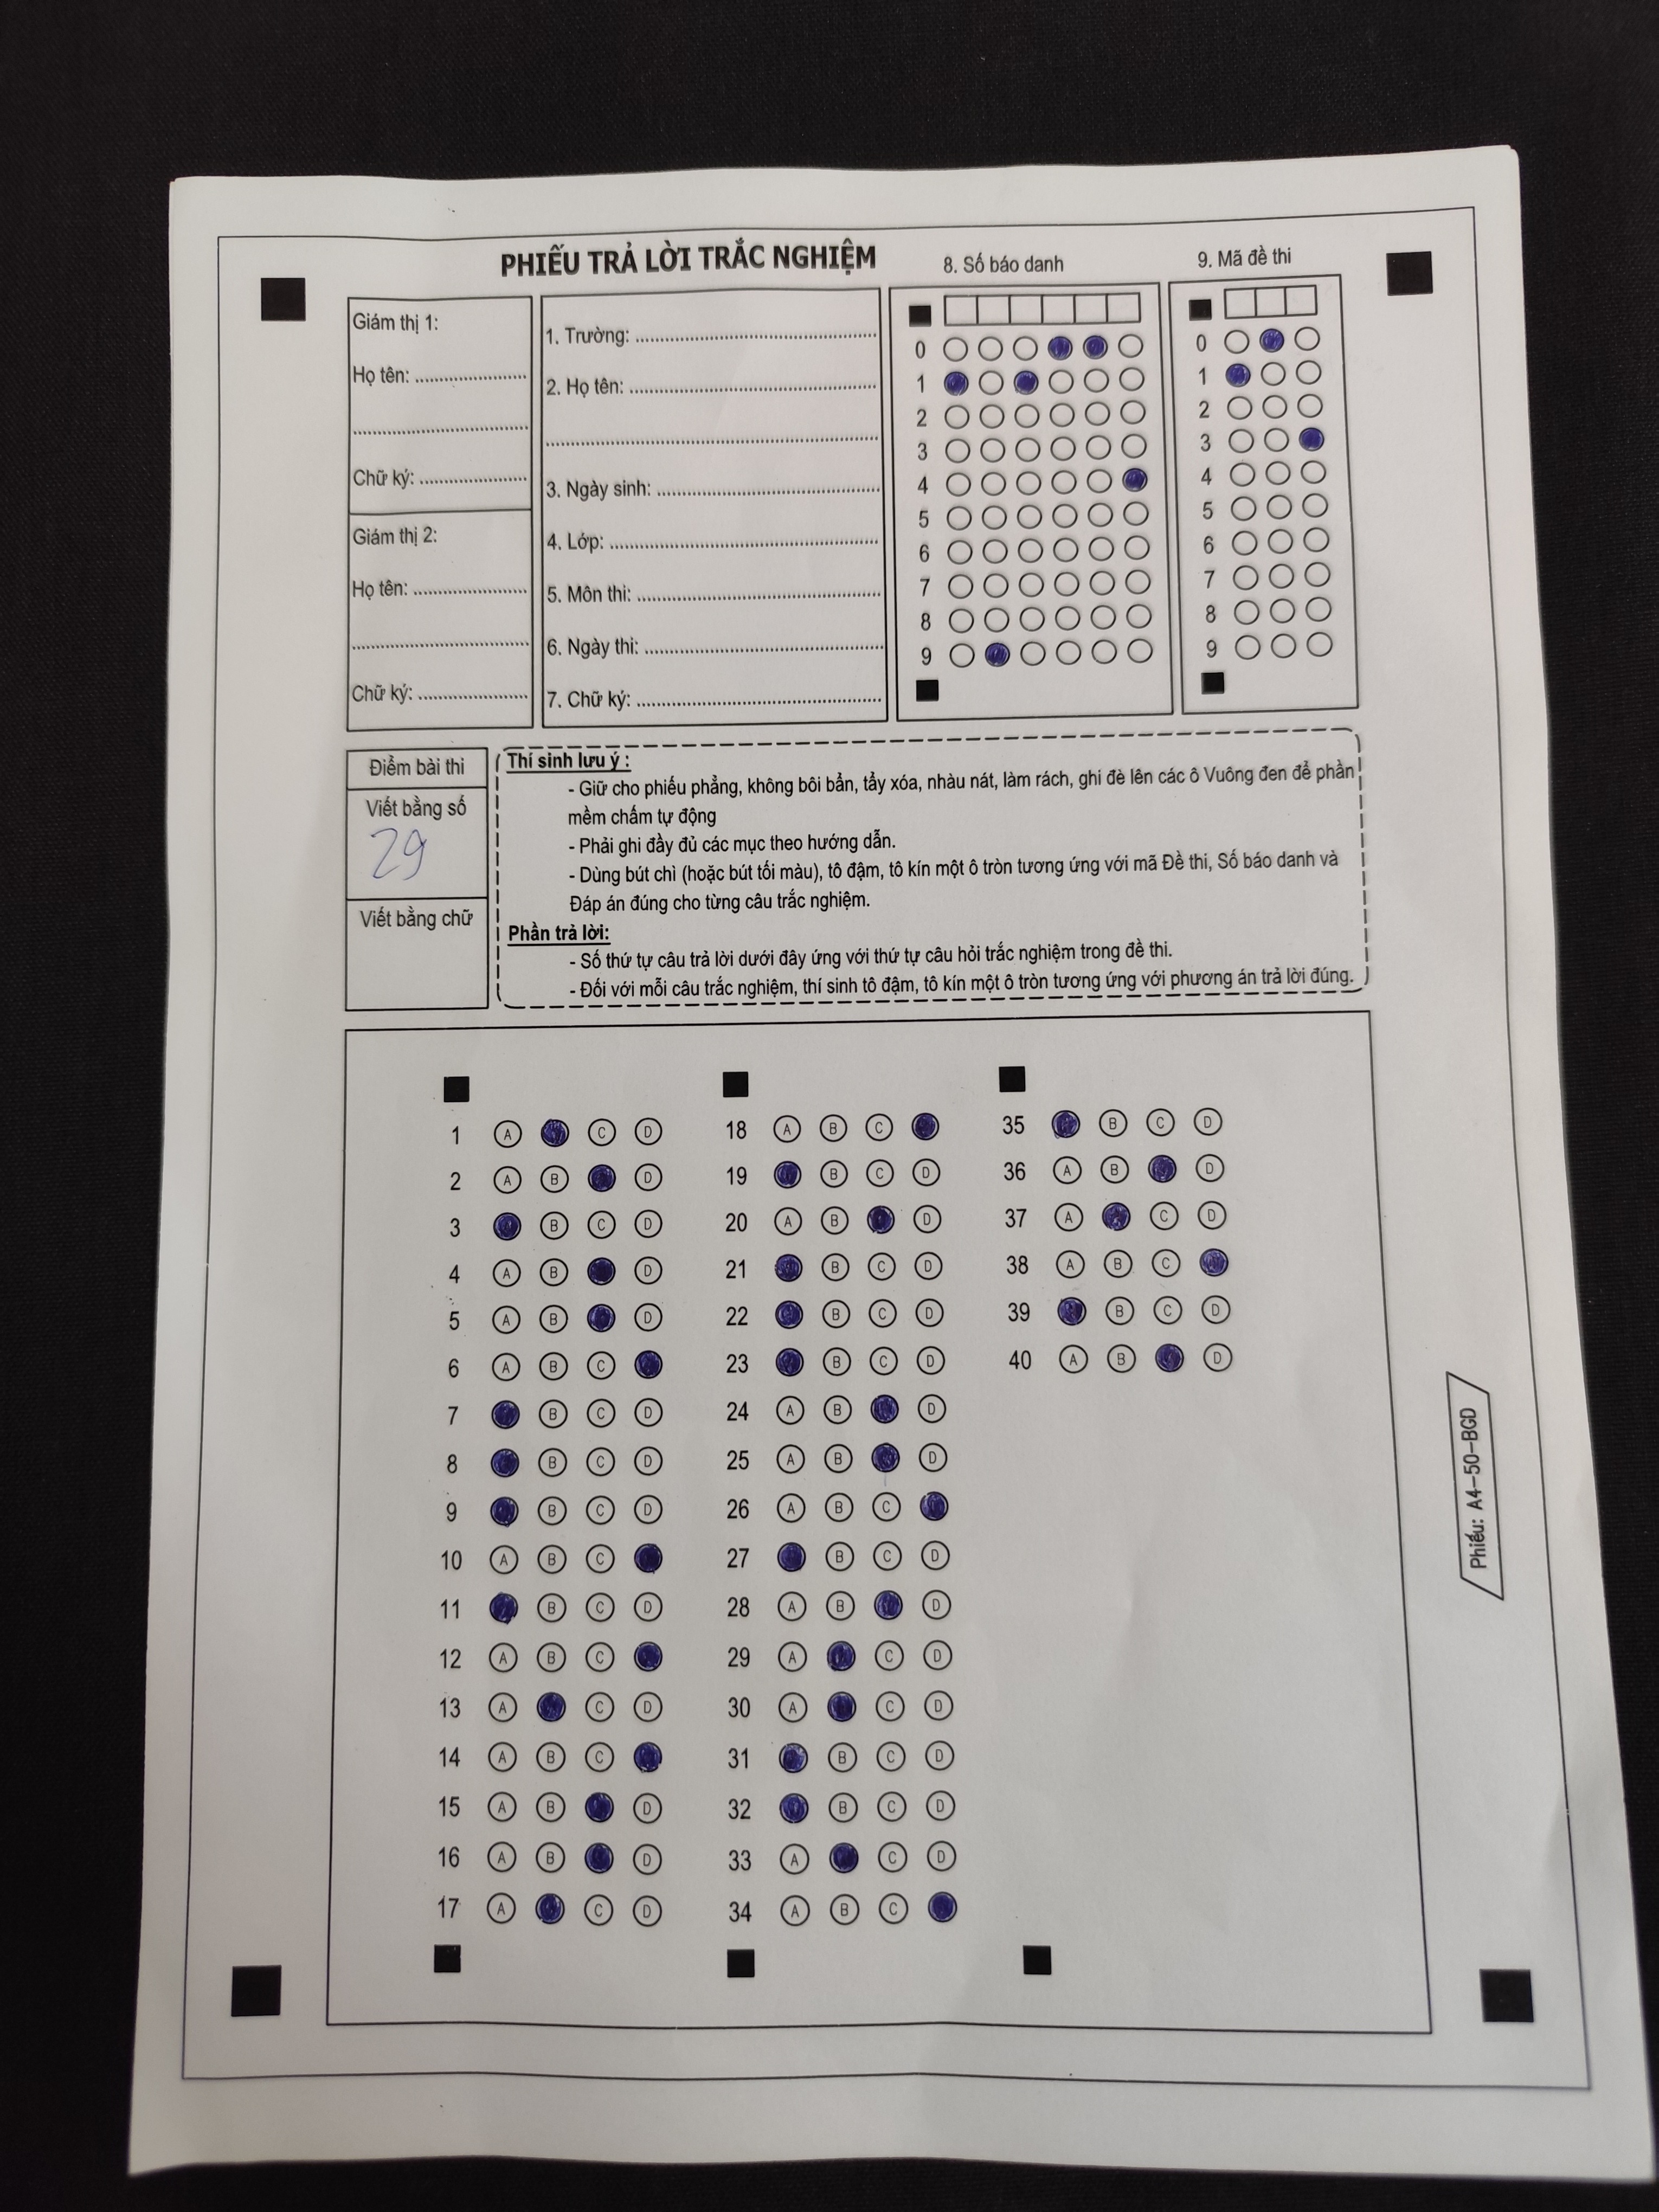 PHIẾU TRẢ LỜI TRẮC NGHIỆM
Giám thị 1:
Họ tên: ..................
Chữ ký: ..................
Giám thị 2:
Họ tên: ..................
Chữ ký: ..................
1. Trường: ..................
2. Họ tên: ..................
3. Ngày sinh: ..................
4. Lớp: ..................
5. Môn thi: ..................
6. Ngày thi: ..................
7. Chữ ký: ..................
8. Số báo danh
0
1
2
3
4
5
6
7
8
9
9. Mã đề thi
0
1
2
3
4
5
6
7
8
9
Điểm bài thi
Viết bằng số
29
Viết bằng chữ
Thí sinh lưu ý :
- Giữ cho phiếu phẳng, không bôi bẩn, tẩy xóa, nhàu nát, làm rách, ghi đè lên các ô Vuông đen để phần
mềm chấm tự động
- Phải ghi đầy đủ các mục theo hướng dẫn.
- Dùng bút chì (hoặc bút tối màu), tô đậm, tô kín một ô tròn tương ứng với mã Đề thi, Số báo danh và
Đáp án đúng cho từng câu trắc nghiệm.
Phần trả lời:
- Số thứ tự câu trả lời dưới đây ứng với thứ tự câu hỏi trắc nghiệm trong đề thi.
- Đối với mỗi câu trắc nghiệm, thí sinh tô đậm, tô kín một ô tròn tương ứng với phương án trả lời đúng.
1 A C D
2 A B D
3 B C D
4 A B D
5 A B D
6 A B C
7 B C D
8 B C D
9 B C D
10 A B C
11 B C D
12 A B C
13 A C D
14 A B C
15 A B D
16 A B D
17 A C D
18 A B C
19 B C D
20 A B D
21 B C D
22 B C D
23 B C D
24 A B D
25 A B D
26 A B C
27 B C D
28 A B D
29 A C D
30 A C D
31 B C D
32 B C D
33 A C D
34 A B C
35 B C D
36 A B D
37 A C D
38 A B C
39 B C D
40 A B D
Phiếu: A4-50-BGD